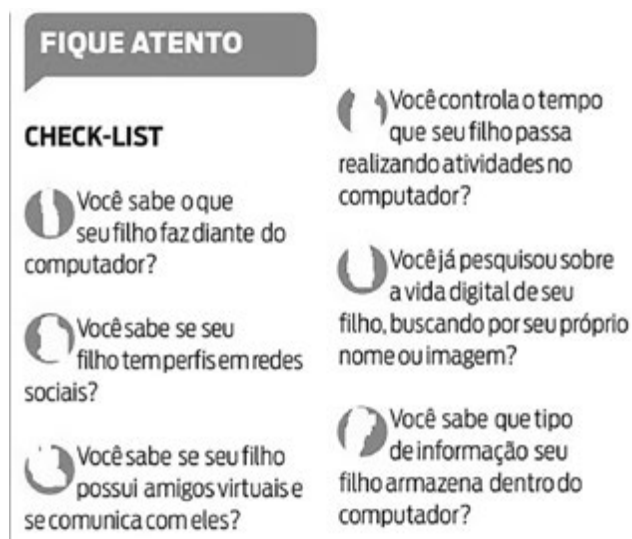 FIQUE ATENTO
CHECK-LIST
Você sabe o que
seu filho faz diante do
computador?
Você sabe se seu
filho tem perfis em redes
sociais?
Você sabe se seu filho
possui amigos virtuais e
se comunica com eles?
Você controla o tempo
que seu filho passa
realizando atividades no
computador?
Você já pesquisou sobre
a vida digital de seu
filho, buscando por seu próprio
nome ou imagem?
Você sabe que tipo
de informação seu
filho armazena dentro do
computador?